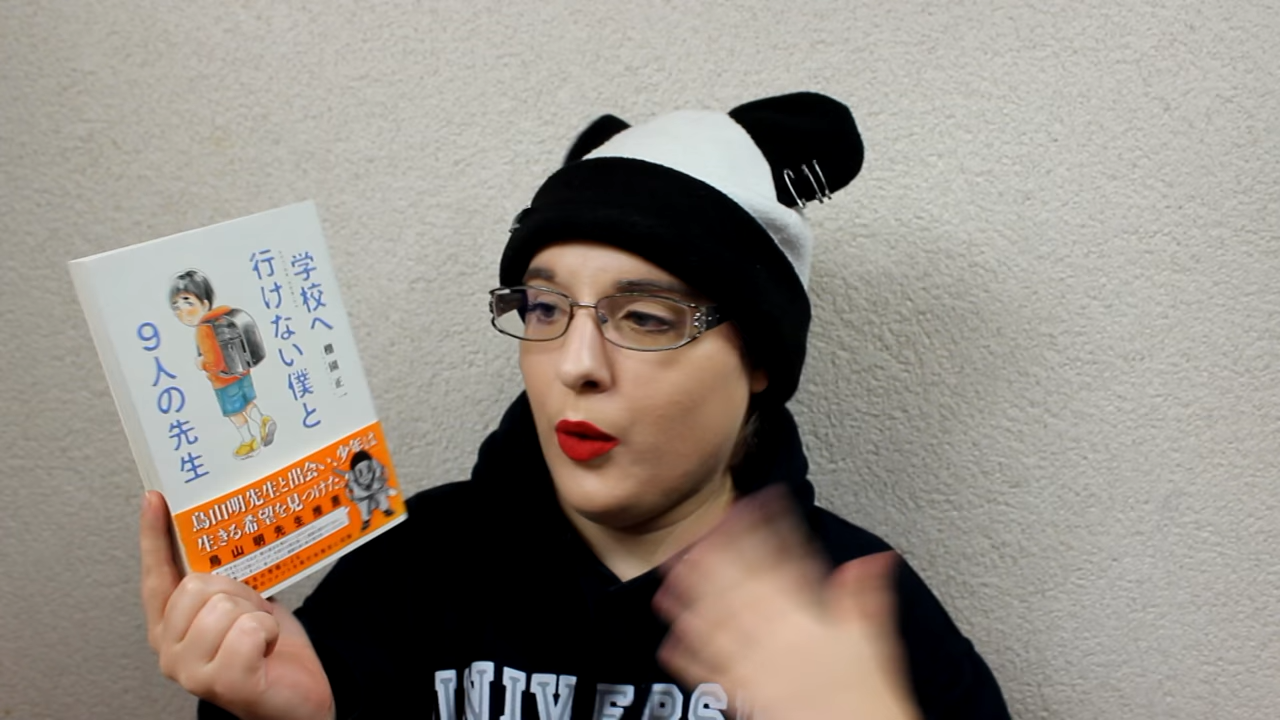 学校へ
行けない僕と
9人の先生
棚園正一
鳥山明先生と出会い、少年は
生きる希望を見つけた。
鳥山明先生推薦
UNIVERS